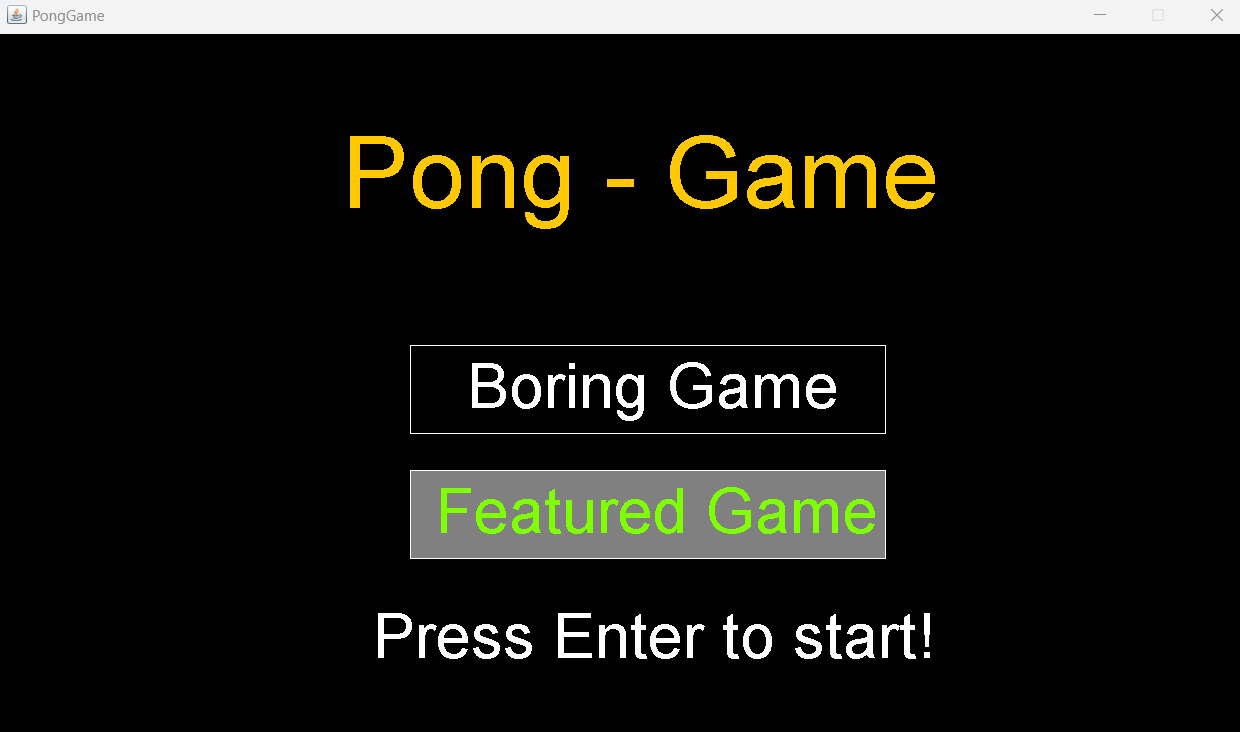 PongGame
Pong - Game
Boring Game
Featured Game
Press Enter to start!